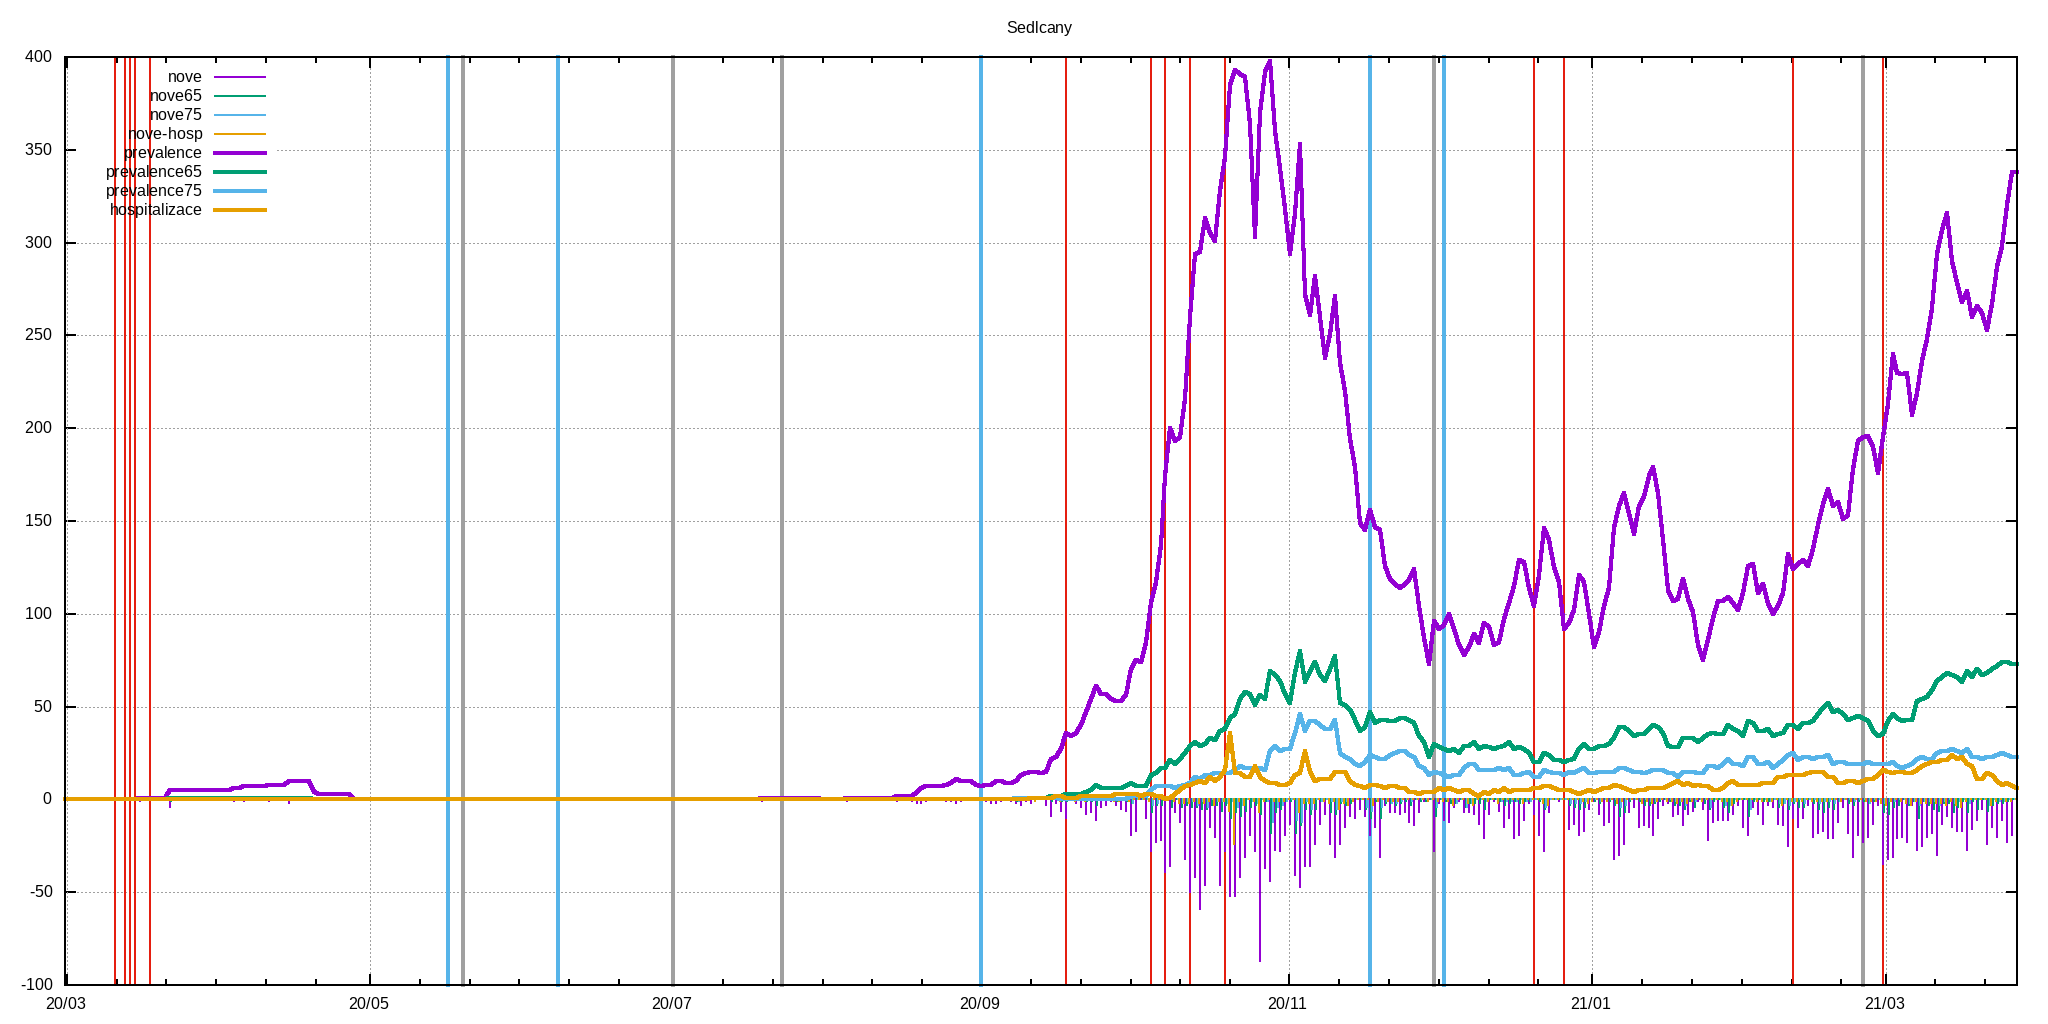 Sedlcany
400
350
300
250
200
150
100
50
0
-50
-100
nove
nove65
nove75
nove-hosp
prevalence
prevalence65
prevalence75
hospitalizace
20/03 20/05 20/07 20/09 20/11 21/01 21/03